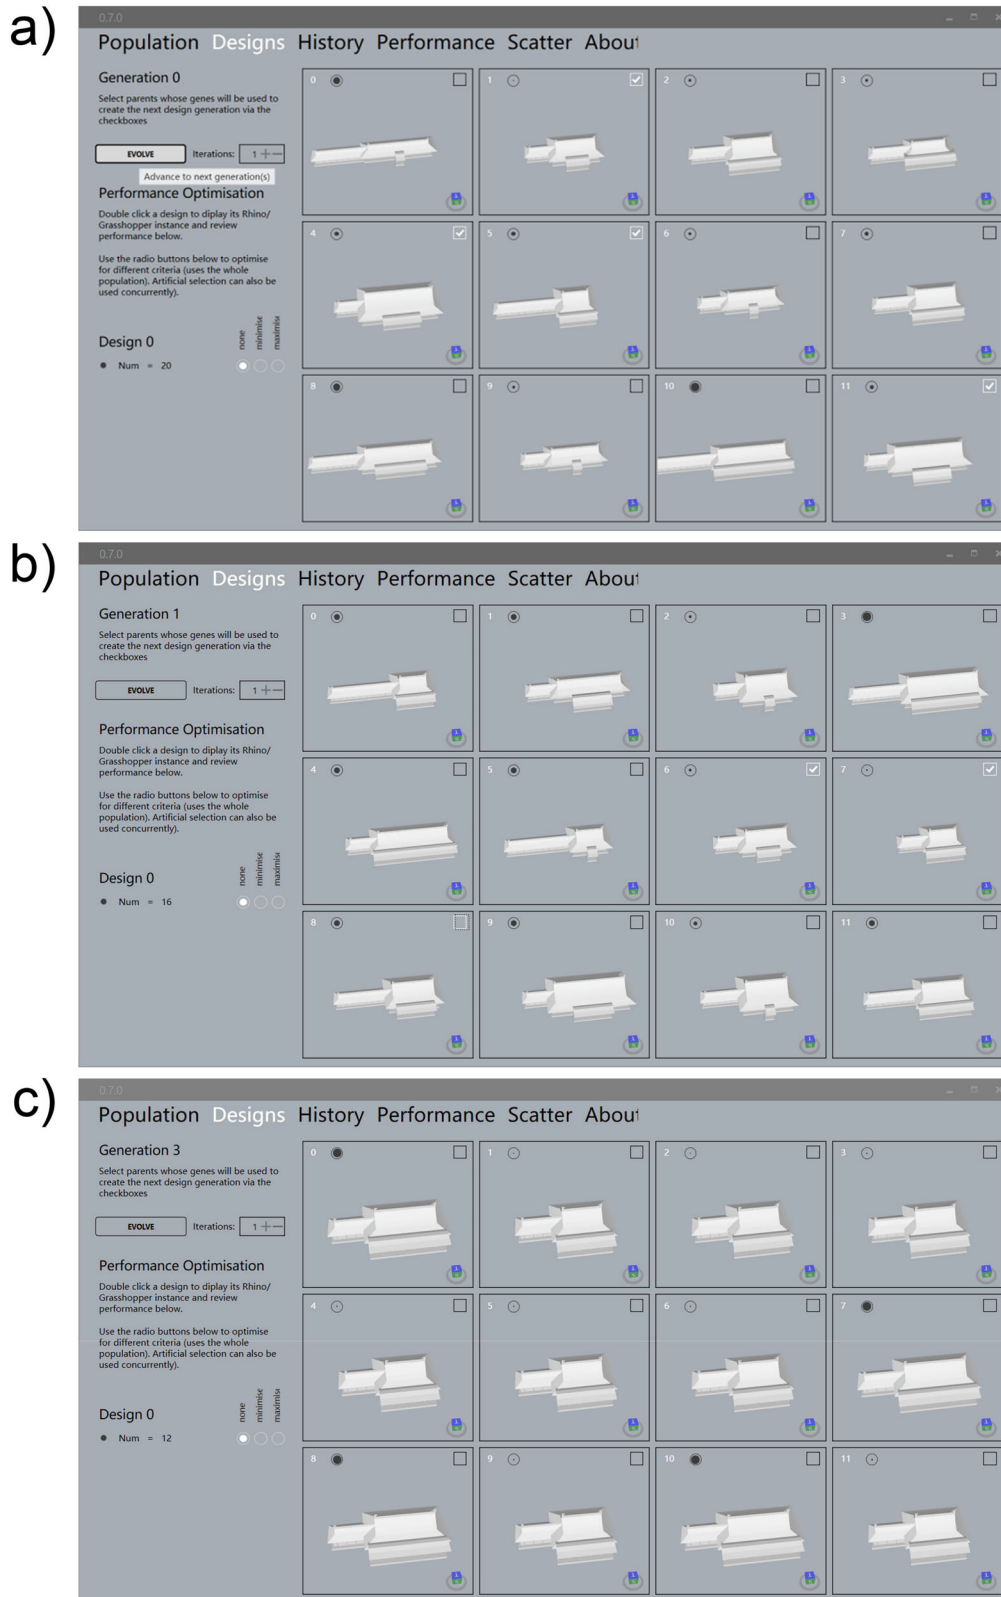 a)
0.7.0
Population Designs History Performance Scatter About
Generation 0
Select parents whose genes will be used to
create the next design generation via the
checkboxes
EVOLVE Iterations: 1
Advance to next generation(s)
Performance Optimisation
Double click a design to diplay its Rhino/
Grasshopper instance and review
performance below.
Use the radio buttons below to optimise
for different criteria (uses the whole
population). Artificial selection can also be
used concurrently).
none minimise maximise
Design 0
Num = 20
0 1 2 3
4 5 6 7
8 9 10 11
b)
0.7.0
Population Designs History Performance Scatter About
Generation 1
Select parents whose genes will be used to
create the next design generation via the
checkboxes
EVOLVE Iterations: 1
Performance Optimisation
Double click a design to diplay its Rhino/
Grasshopper instance and review
performance below.
Use the radio buttons below to optimise
for different criteria (uses the whole
population). Artificial selection can also be
used concurrently).
none minimise maximise
Design 0
Num = 16
0 1 2 3
4 5 6 7
8 9 10 11
c)
0.7.0
Population Designs History Performance Scatter About
Generation 3
Select parents whose genes will be used to
create the next design generation via the
checkboxes
EVOLVE Iterations: 1
Performance Optimisation
Double click a design to diplay its Rhino/
Grasshopper instance and review
performance below.
Use the radio buttons below to optimise
for different criteria (uses the whole
population). Artificial selection can also be
used concurrently).
none minimise maximise
Design 0
Num = 12
0 1 2 3
4 5 6 7
8 9 10 11